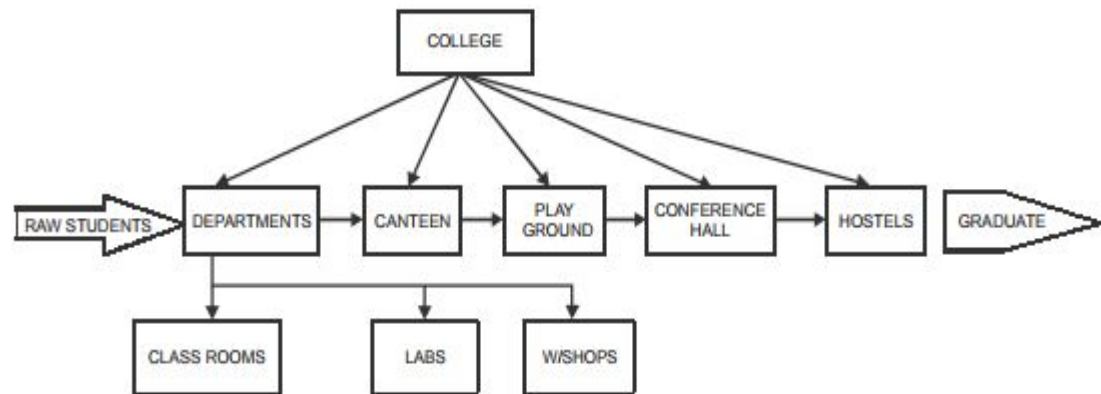 COLLEGE
RAW STUDENTS
DEPARTMENTS
CANTEEN
PLAY
GROUND
CONFERENCE
HALL
HOSTELS
GRADUATE
CLASS ROOMS
LABS
W/SHOPS